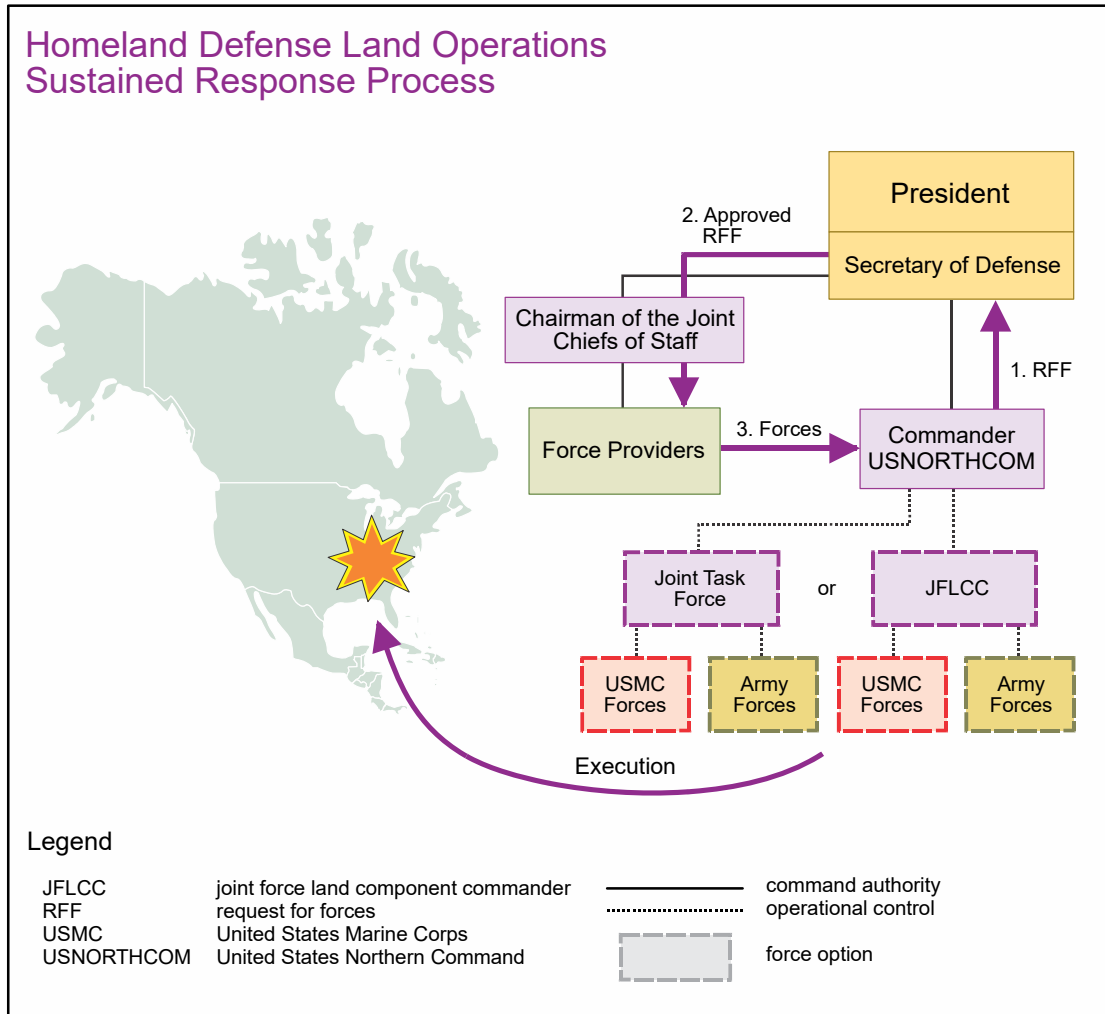 Homeland Defense Land Operations
Sustained Response Process
President
2. Approved
RFF
Secretary of Defense
Chairman of the Joint
Chiefs of Staff
1. RFF
Force Providers
3. Forces
Commander
USNORTHCOM
Joint Task
Force
or
JFLCC
USMC
Forces
Army
Forces
USMC
Forces
Army
Forces
Execution
Legend
JFLCC joint force land component commander
RFF request for forces
USMC United States Marine Corps
USNORTHCOM United States Northern Command
command authority
operational control
force option